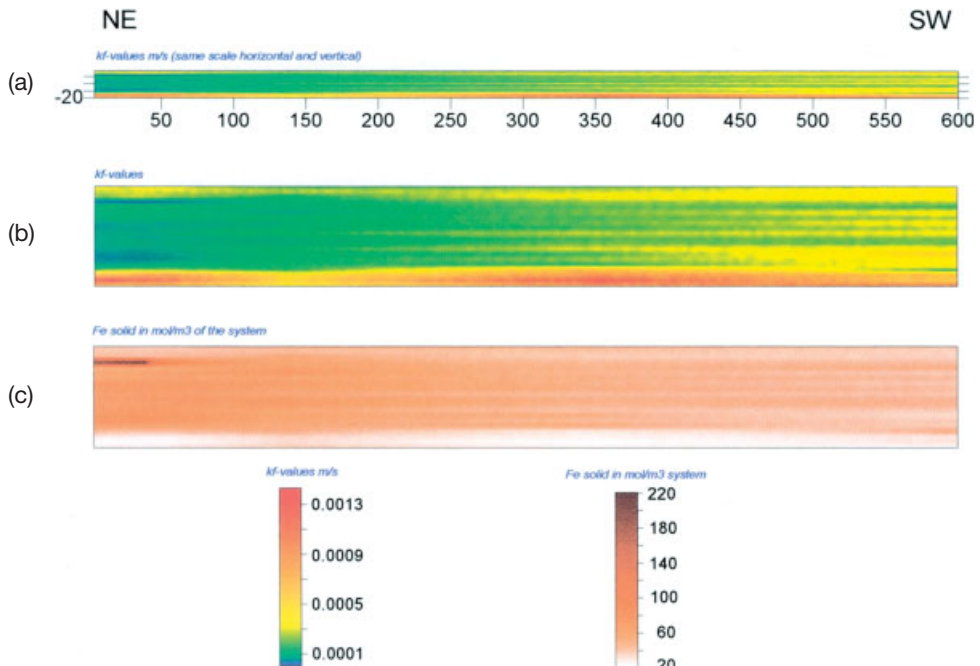 NE SW
kf-values m/s (same scale horizontal and vertical)
(a)
-20
50 100 150 200 250 300 350 400 450 500 550 600
kf-values
(b)
Fe solid in mol/m3 of the system
(c)
kf-values m/s Fe solid in mol/m3 system
0.0013
0.0009
0.0005
0.0001
220
180
140
100
60
20